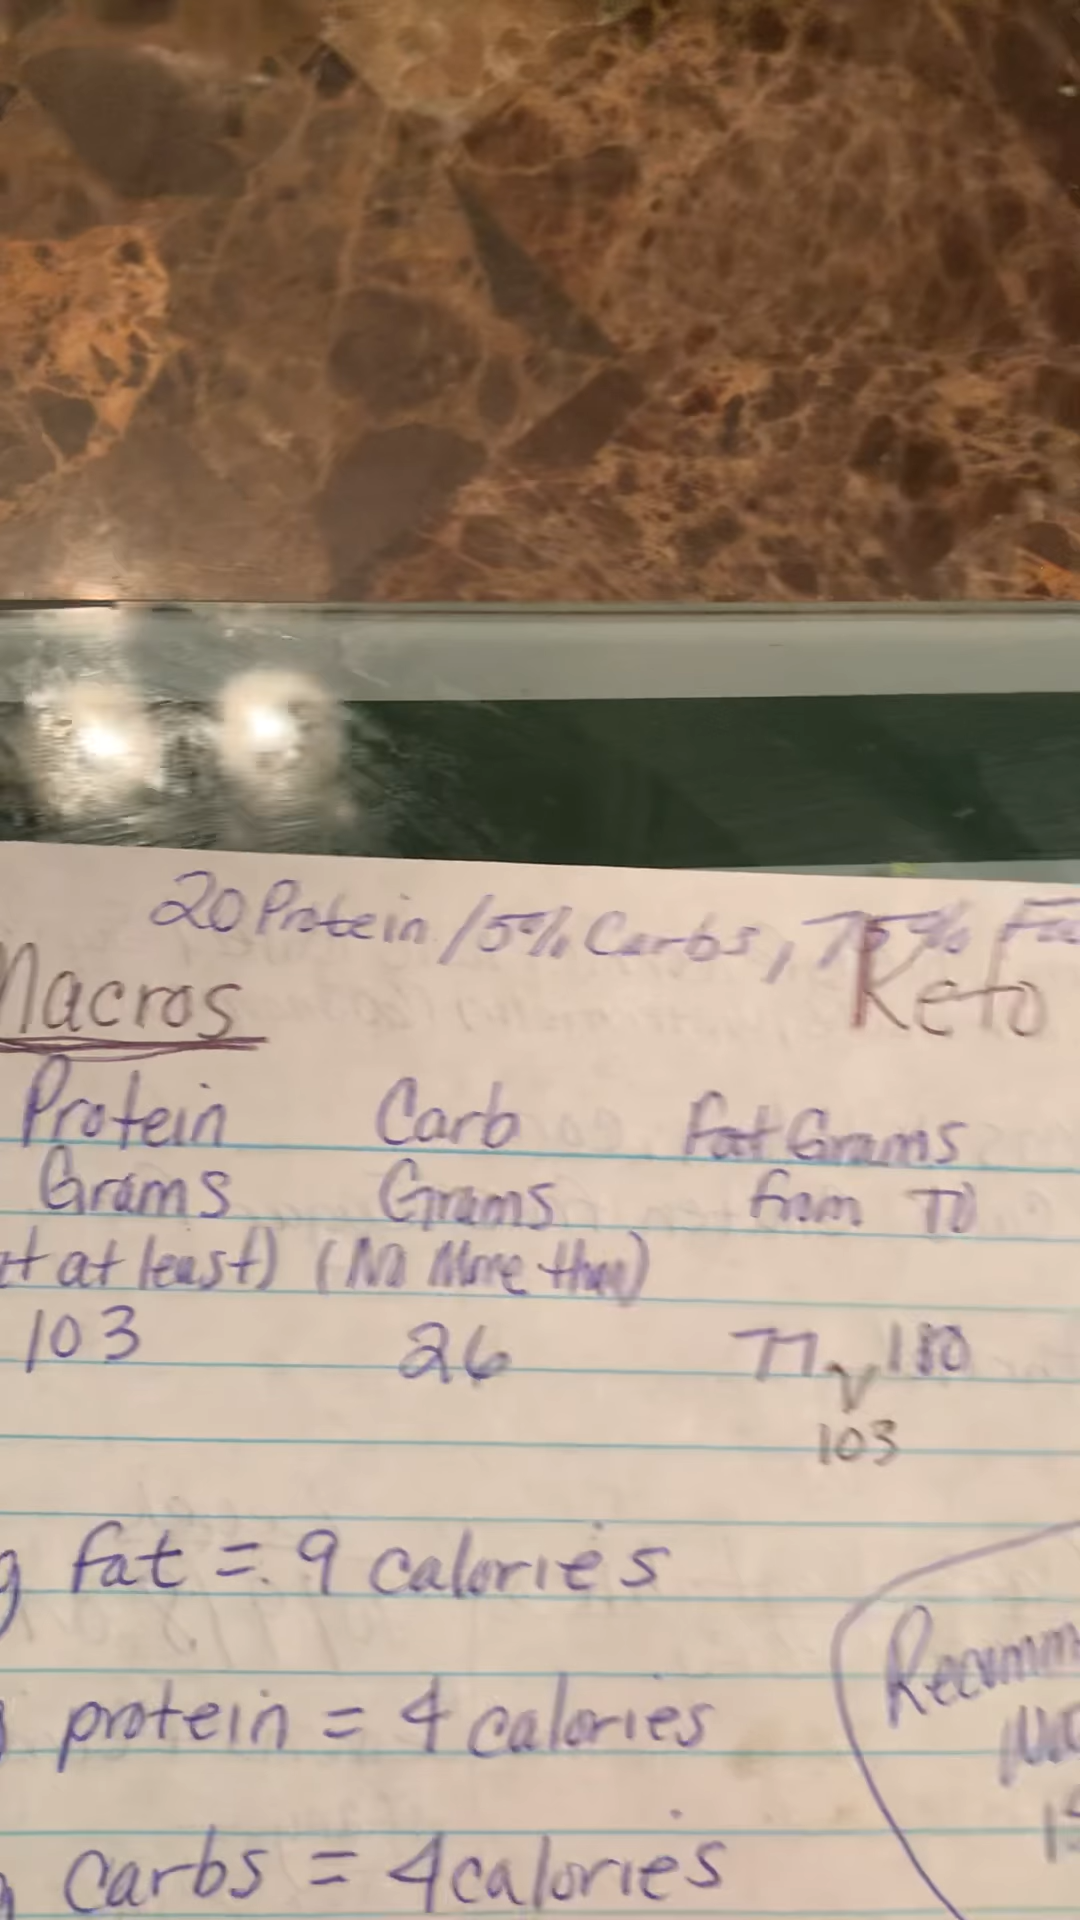 20 Protein /5% Carbs, 75% Fa
Macros
Keto
Protein Carb Fat Grams
Grams Grams from TO
t at least) (No More than)
103 26 77
103
g fat = 9 calories
protein = 4 calories
Recomm
carbs = 4 calories